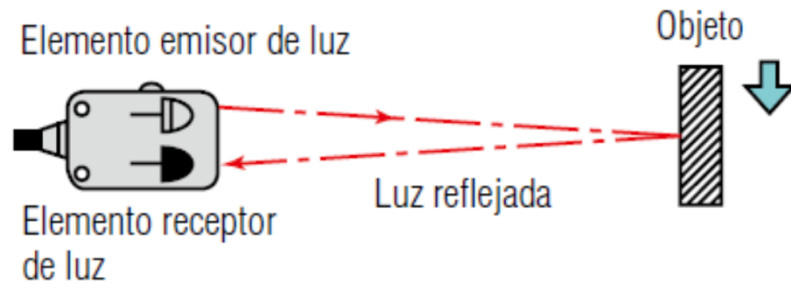 Elemento emisor de luz
Objeto
Luz reflejada
Elemento receptor
de luz